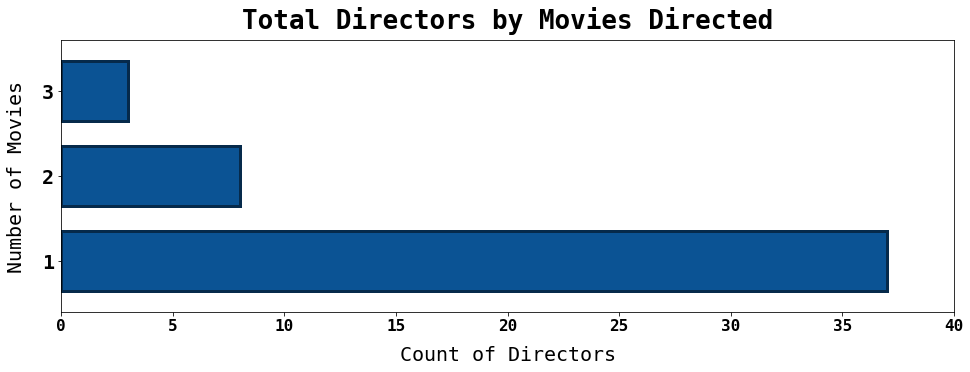 Total Directors by Movies Directed
Number of Movies
3
2
1
0 5 10 15 20 25 30 35 40
Count of Directors